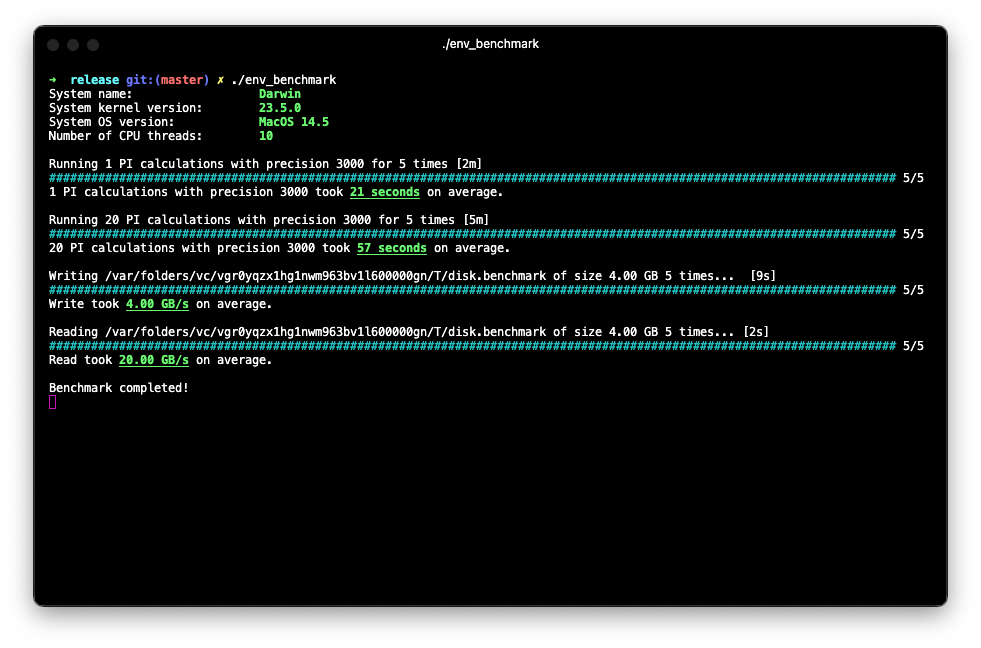 ./env_benchmark
➜  release git:(master) ✗ ./env_benchmark
System name:                  Darwin
System kernel version:        23.5.0
System OS version:            MacOS 14.5
Number of CPU threads:        10
Running 1 PI calculations with precision 3000 for 5 times [2m]
######################################################################################################################### 5/5
1 PI calculations with precision 3000 took 21 seconds on average.
Running 20 PI calculations with precision 3000 for 5 times [5m]
######################################################################################################################### 5/5
20 PI calculations with precision 3000 took 57 seconds on average.
Writing /var/folders/vc/vgr0yqzx1hg1nwm963bv1l600000gn/T/disk.benchmark of size 4.00 GB 5 times...  [9s]
######################################################################################################################### 5/5
Write took 4.00 GB/s on average.
Reading /var/folders/vc/vgr0yqzx1hg1nwm963bv1l600000gn/T/disk.benchmark of size 4.00 GB 5 times... [2s]
######################################################################################################################### 5/5
Read took 20.00 GB/s on average.
Benchmark completed!